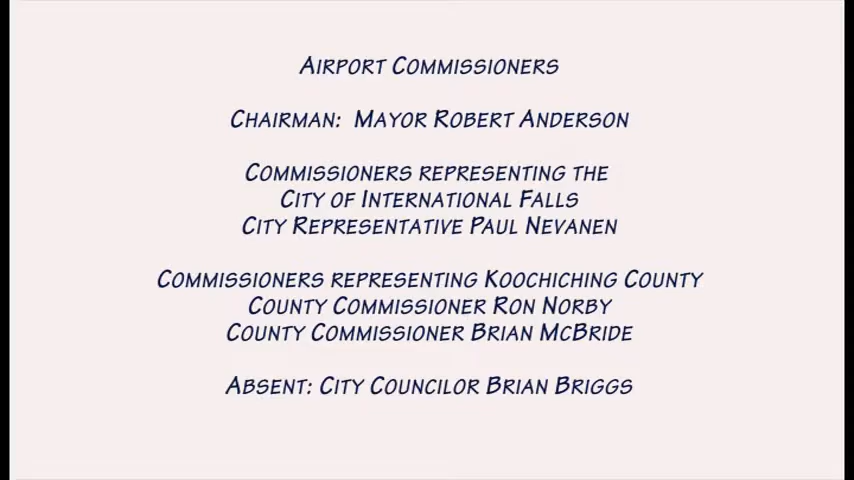 Airport Commissioners
Chairman: Mayor Robert Anderson
Commissioners representing the
City of International Falls
City Representative Paul Nevanen
Commissioners representing Koochiching County
County Commissioner Ron Norby
County Commissioner Brian McBride
Absent: City Councilor Brian Briggs